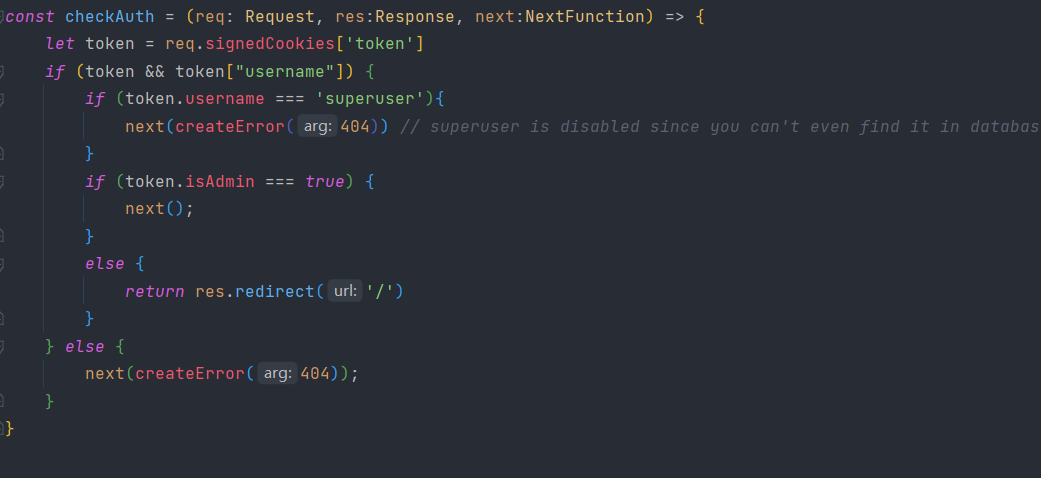 const checkAuth = (req: Request, res:Response, next:NextFunction) => {
let token = req.signedCookies['token']
if (token && token["username"]) {
if (token.username === 'superuser'){
next(createError( arg: 404)) // superuser is disabled since you can't even find it in databas
}
if (token.isAdmin === true) {
next();
}
else {
return res.redirect( url: '/')
}
} else {
next(createError( arg: 404));
}
}